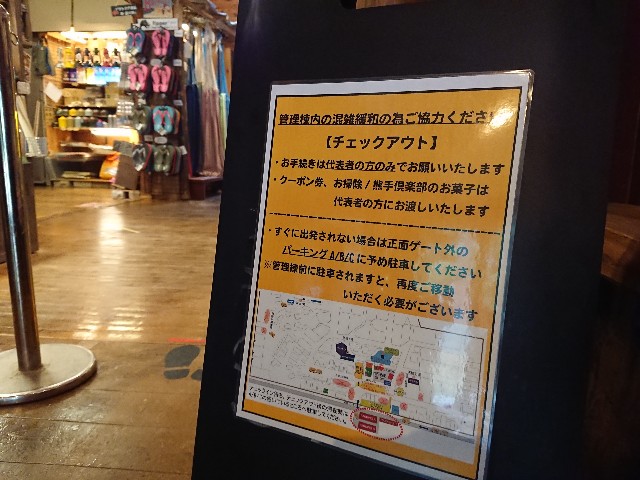 管理棟内の混雑緩和の為ご協力くださ
【チェックアウト】
・お手続きは代表者の方のみでお願いいたします
・クーポン券、お掃除/熊手倶楽部のお菓子は
代表者の方にお渡しいたします
・すぐに出発されない場合は正面ゲート外の
パーキングA/B/Cに予め駐車してください
※管理棟前に駐車されますと、再度ご移動
いただく必要がございます